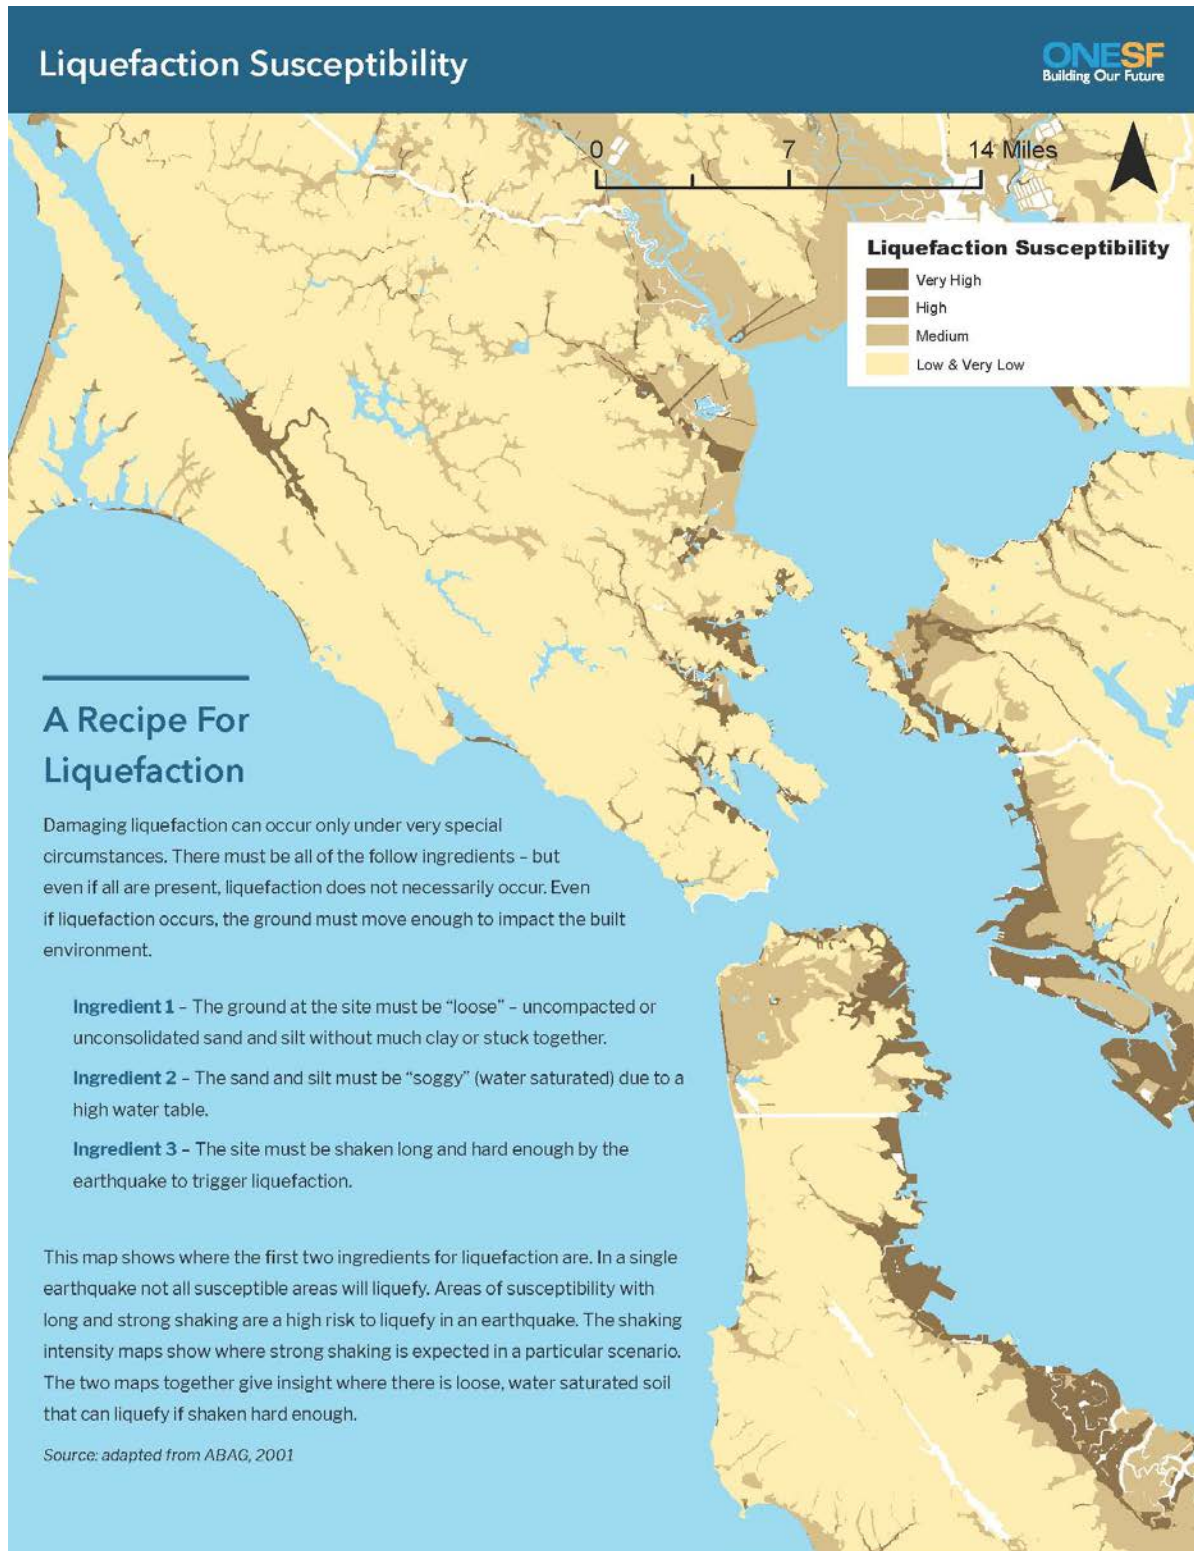 Liquefaction Susceptibility
ONESF
Building Our Future
0 7 14 Miles
Liquefaction Susceptibility
Very High
High
Medium
Low & Very Low
A Recipe For
Liquefaction
Damaging liquefaction can occur only under very special
circumstances. There must be all of the follow ingredients – but
even if all are present, liquefaction does not necessarily occur. Even
if liquefaction occurs, the ground must move enough to impact the built
environment.
Ingredient 1 – The ground at the site must be “loose” – uncompacted or
unconsolidated sand and silt without much clay or stuck together.
Ingredient 2 – The sand and silt must be “soggy” (water saturated) due to a
high water table.
Ingredient 3 – The site must be shaken long and hard enough by the
earthquake to trigger liquefaction.
This map shows where the first two ingredients for liquefaction are. In a single
earthquake not all susceptible areas will liquefy. Areas of susceptibility with
long and strong shaking are a high risk to liquefy in an earthquake. The shaking
intensity maps show where strong shaking is expected in a particular scenario.
The two maps together give insight where there is loose, water saturated soil
that can liquefy if shaken hard enough.
Source: adapted from ABAG, 2001